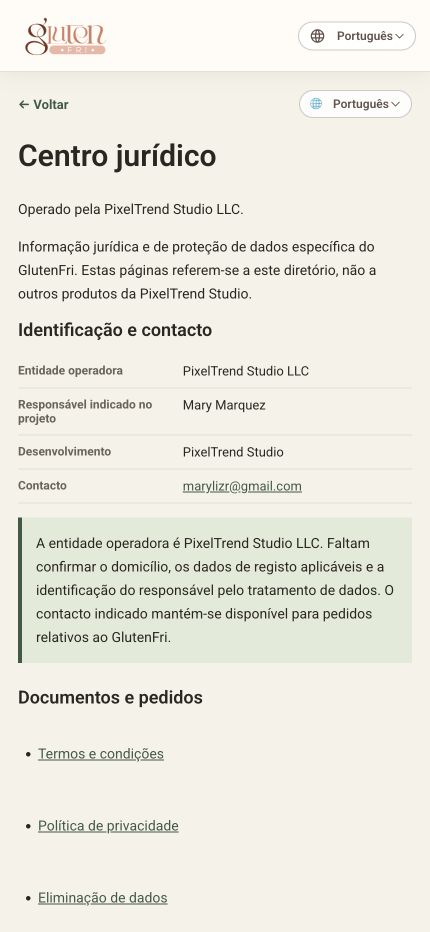 gluten
•FRI•
Português
← Voltar
Português
Centro jurídico
Operado pela PixelTrend Studio LLC.
Informação jurídica e de proteção de dados específica do
GlutenFri. Estas páginas referem-se a este diretório, não a
outros produtos da PixelTrend Studio.
Identificação e contacto
Entidade operadora PixelTrend Studio LLC
Responsável indicado no projeto Mary Marquez
Desenvolvimento PixelTrend Studio
Contacto marylizr@gmail.com
A entidade operadora é PixelTrend Studio LLC. Faltam
confirmar o domicílio, os dados de registo aplicáveis e a
identificação do responsável pelo tratamento de dados. O
contacto indicado mantém-se disponível para pedidos
relativos ao GlutenFri.
Documentos e pedidos
• Termos e condições
• Política de privacidade
• Eliminação de dados